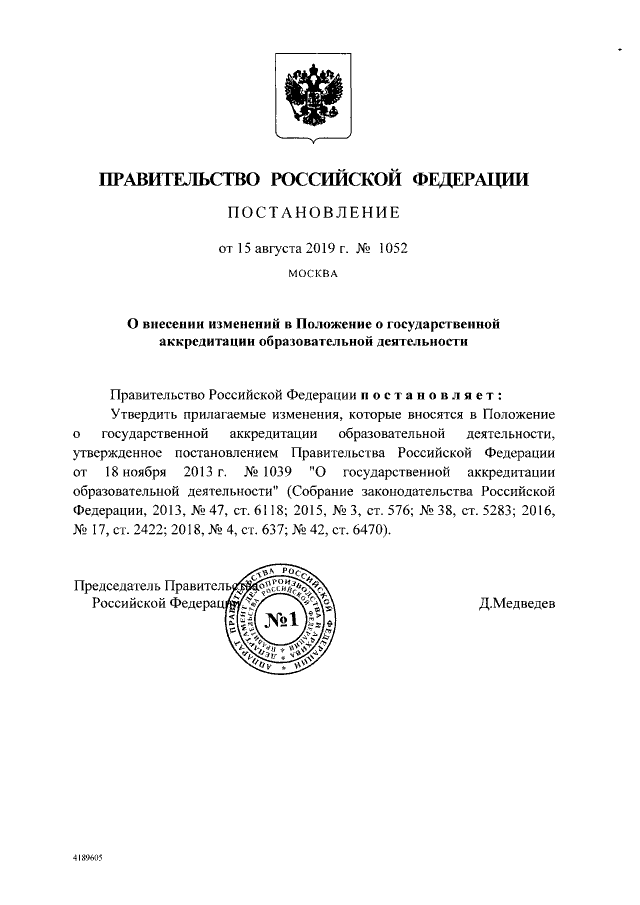 ПРАВИТЕЛЬСТВО РОССИЙСКОЙ ФЕДЕРАЦИИ
ПОСТАНОВЛЕНИЕ
от 15 августа 2019 г. № 1052
МОСКВА
О внесении изменений в Положение о государственной
аккредитации образовательной деятельности
Правительство Российской Федерации постановляет:
Утвердить прилагаемые изменения, которые вносятся в Положение
о государственной аккредитации образовательной деятельности,
утвержденное постановлением Правительства Российской Федерации
от 18 ноября 2013 г. № 1039 "О государственной аккредитации
образовательной деятельности" (Собрание законодательства Российской
Федерации, 2013, № 47, ст. 6118; 2015, № 3, ст. 576; № 38, ст. 5283; 2016,
№ 17, ст. 2422; 2018, № 4, ст. 637; № 42, ст. 6470).
Председатель Правительства
Российской Федерации
Д.Медведев
АППАРАТ ПРАВИТЕЛЬСТВА РОССИЙСКОЙ ФЕДЕРАЦИИ *
ДЕПАРТАМЕНТ ДЕЛОПРОИЗВОДСТВА И АРХИВА *
ПРАВИТЕЛЬСТВА РОССИЙСКОЙ ФЕДЕРАЦИИ *
№1
4189605